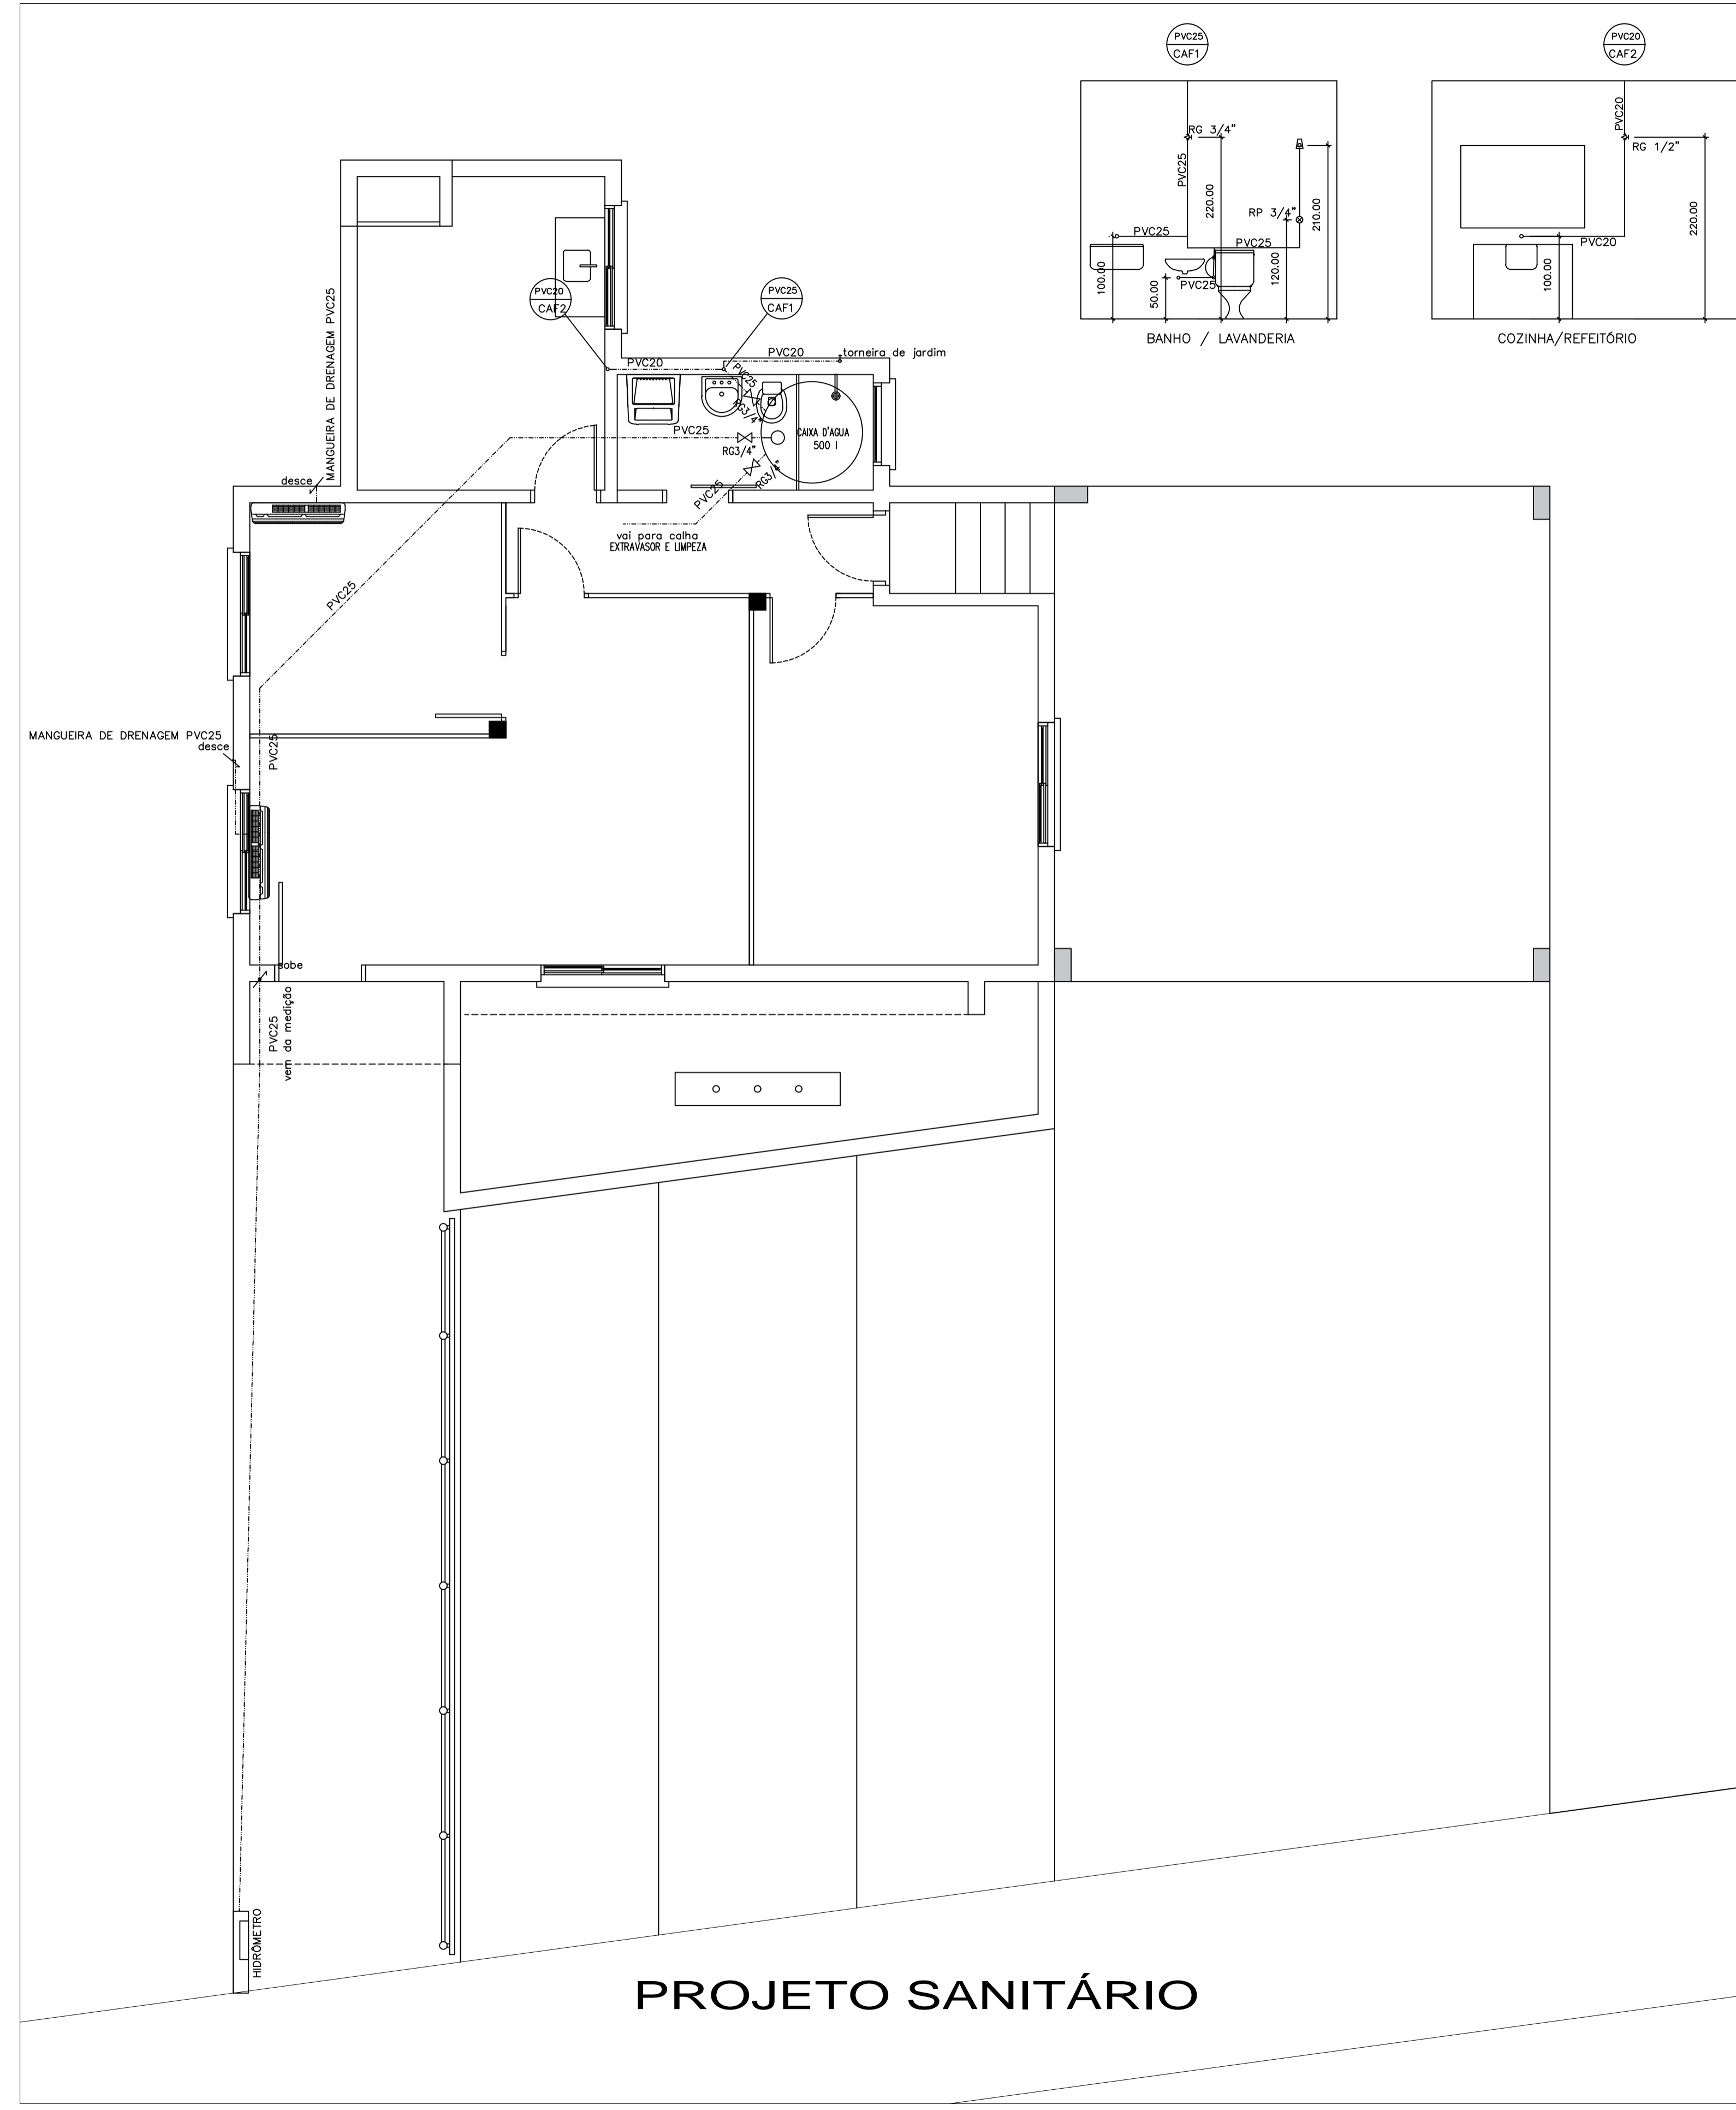 PVC25
CAF1
PVC20
CAF2
RG 3/4"
PVC25
220.00
RP 3/4"
210.00
PVC25
PVC25
100.00
120.00
PVC25
50.00
BANHO / LAVANDERIA
PVC20
RG 1/2"
220.00
PVC20
100.00
COZINHA/REFEITÓRIO
MANGUEIRA DE DRENAGEM PVC25
PVC20
CAF2
PVC25
CAF1
PVC20
PVC20
torneira de jardim
PVC25
RG3/4"
PVC25
RG3/4"
CAIXA D'AGUA
500 l
RG3/4"
PVC25
desce
vai para calha
EXTRAVASOR E LIMPEZA
PVC25
MANGUEIRA DE DRENAGEM PVC25
desce
PVC25
sobe
PVC25
vem da medição
HIDRÔMETRO
PROJETO SANITÁRIO